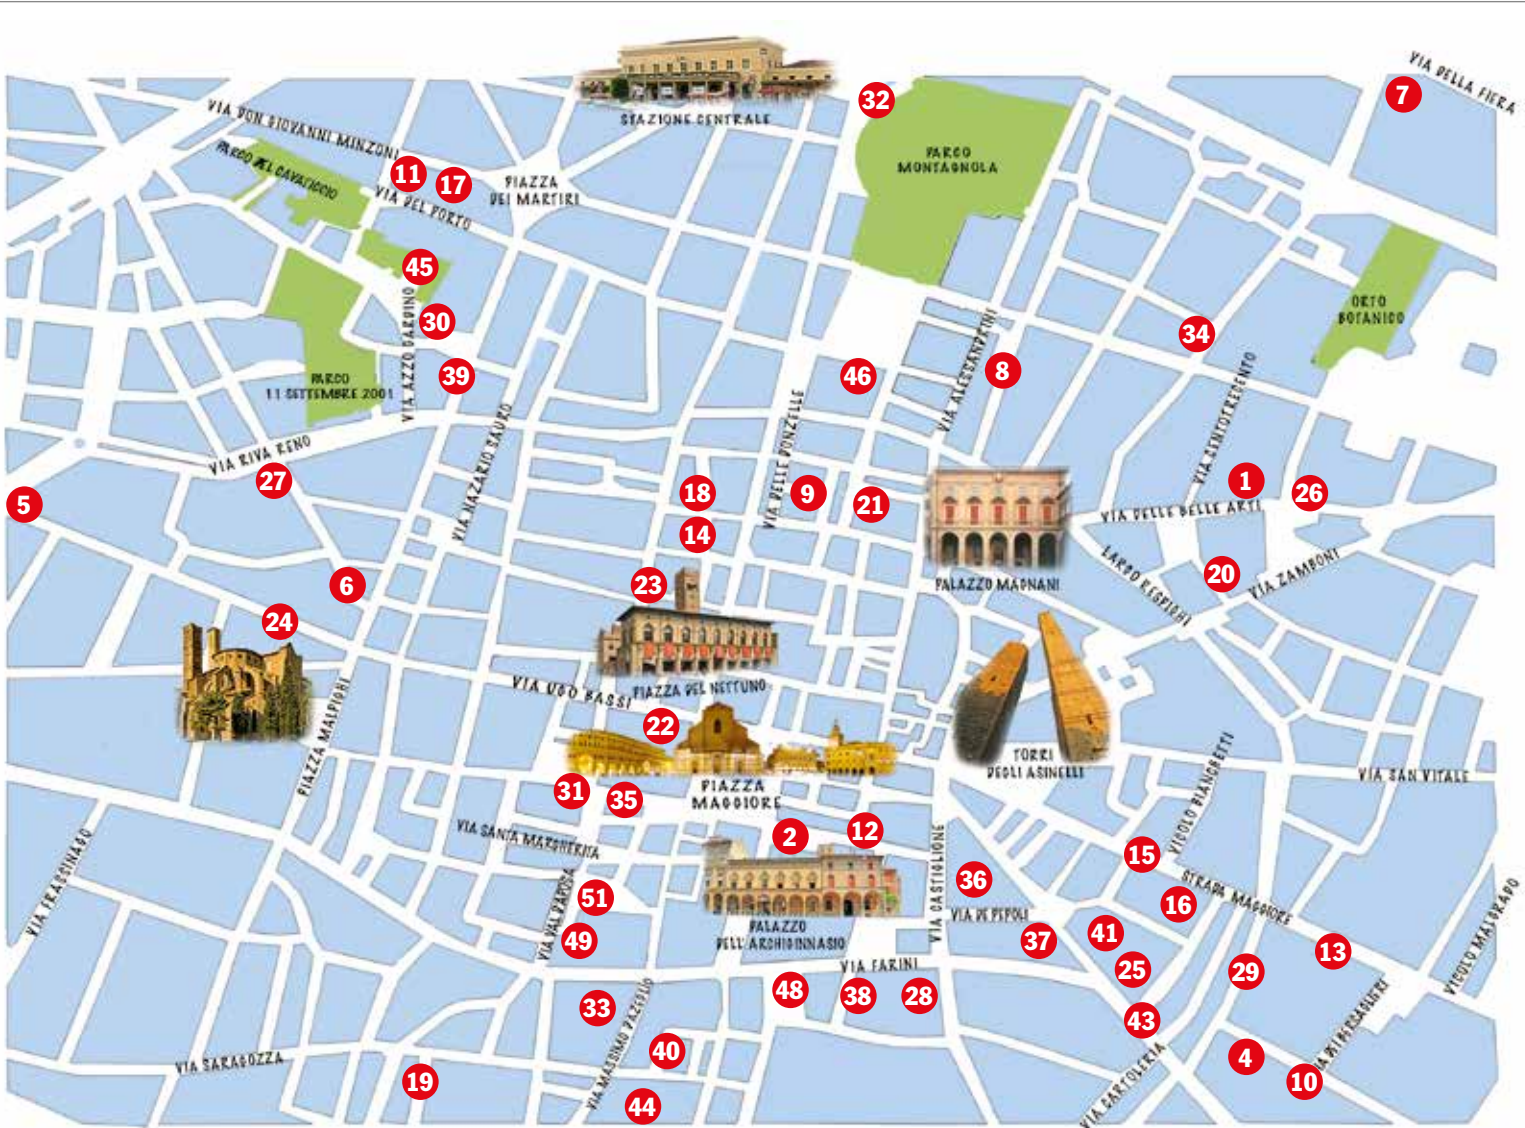 STAZIONE CENTRALE
VIA DELLA FIERA
7
32
VIA DON GIOVANNI MINZONI
PARCO DEL CAVATICCIO
11
17
VIA DEL PORTO
PIAZZA
DEI MARTIRI
PARCO
MONTAGNOLA
45
30
VIA AZZO GARDINO
39
PARCO
11 SETTEMBRE 2001
ORTO
BOTANICO
34
46
8
VIA ALESSANDRINI
VIA RIVA RENO
27
5
VIA NAZARIO SAURO
VIA DELLE DONZELLE
18
9
21
14
VIA CENTOTRECENTO
1
26
VIA DELLE BELLE ARTI
PALAZZO MAGNANI
LARGO RESPIGHI
20
VIA ZAMBONI
6
24
23
PIAZZA MALPIGHI
VIA UGO BASSI
PIAZZA DEL NETTUNO
22
PIAZZA
MAGGIORE
31
35
TORRI
DEGLI ASINELLI
VIA SAN VITALE
VICOLO BIANCHETTI
VIA FRASSINAGO
VIA SANTA MARGHERITA
2
12
VIA CASTIGLIONE
36
15
STRADA MAGGIORE
16
VIA VAL D'APOSA
51
49
PALAZZO
DELL'ARCHIGINNASIO
VIA DE PEPOLI
37
41
25
13
29
VICOLO MALGRADO
VIA FARINI
48
38
28
33
VIA MASSIMO D'AZEGLIO
43
40
VIA SARAGOZZA
19
44
VIA CARTOLERIA
4
10
VIA DEI BERSAGLIERI